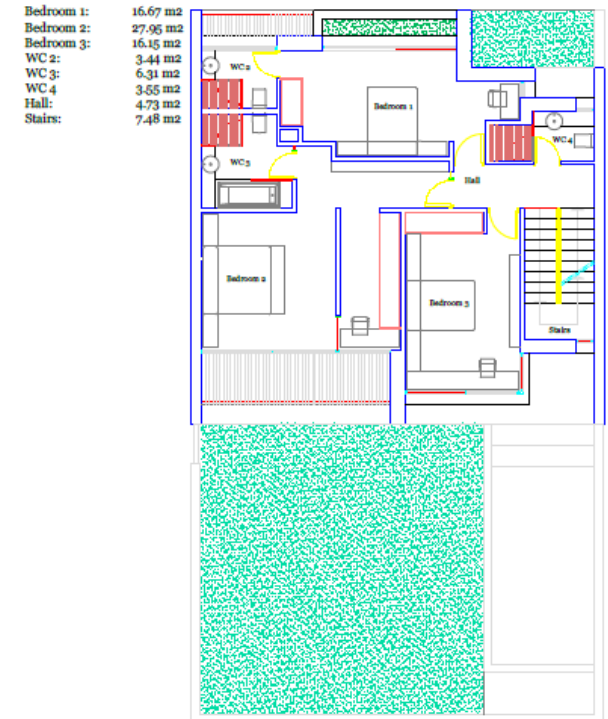 Bedroom 1: 16.67 m2
Bedroom 2: 27.95 m2
Bedroom 3: 16.15 m2
WC 2: 3.44 m2
WC 3: 6.31 m2
WC 4 3.55 m2
Hall: 4.73 m2
Stairs: 7.48 m2
WC 2
Bedroom 1
WC 4
WC 3
Hall
Bedroom 2
Bedroom 3
Stairs